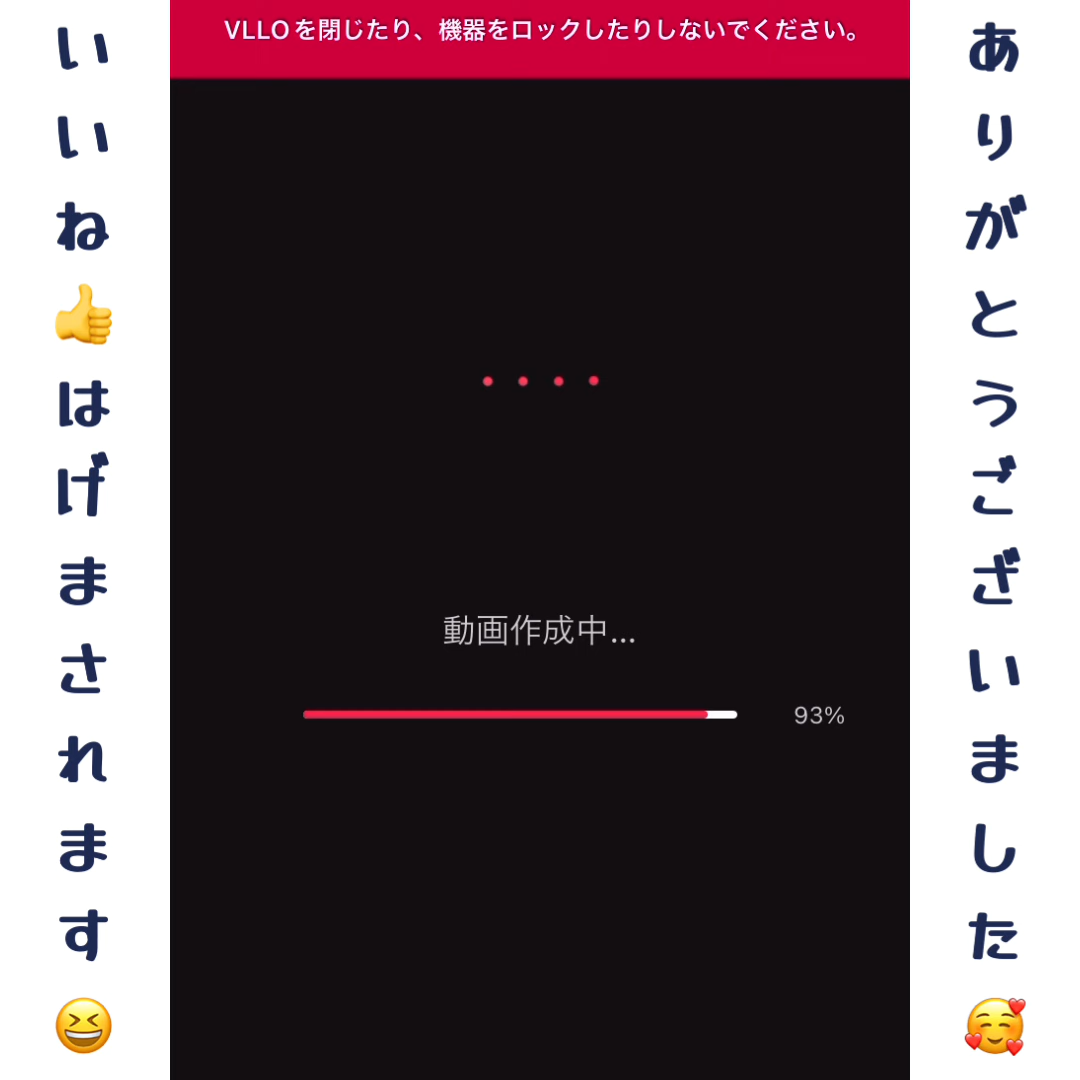 VLLOを閉じたり、機器をロックしたりしないでください。
ありがとうございました🥰
いいね👍はげまされます😆
動画作成中...
93%